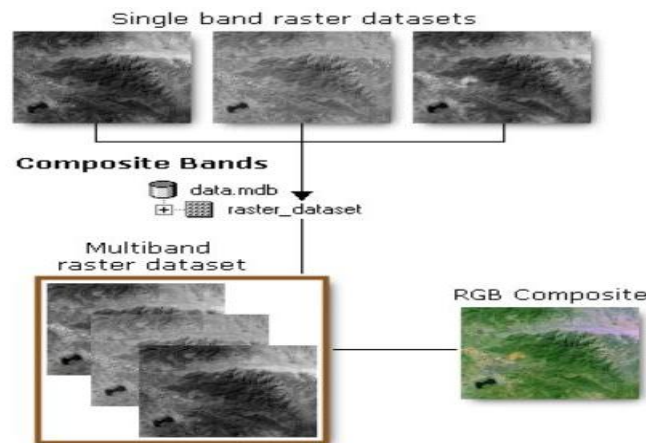 Single band raster datasets
Composite Bands
data.mdb
raster_dataset
Multiband
raster dataset
RGB Composite